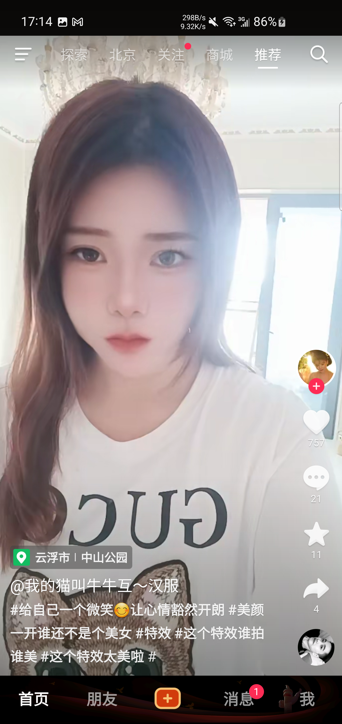 17:14
298B/s
9.32K/s
3G
86%
探索 北京 关注 商城 推荐
GUCC
757
21
11
4
云浮市 | 中山公园
@我的猫叫牛牛互~汉服
#给自己一个微笑😊让心情豁然开朗 #美颜
一开谁还不是个美女 #特效 #这个特效谁拍
谁美 #这个特效太美啦 #
首页 朋友 消息 1 我